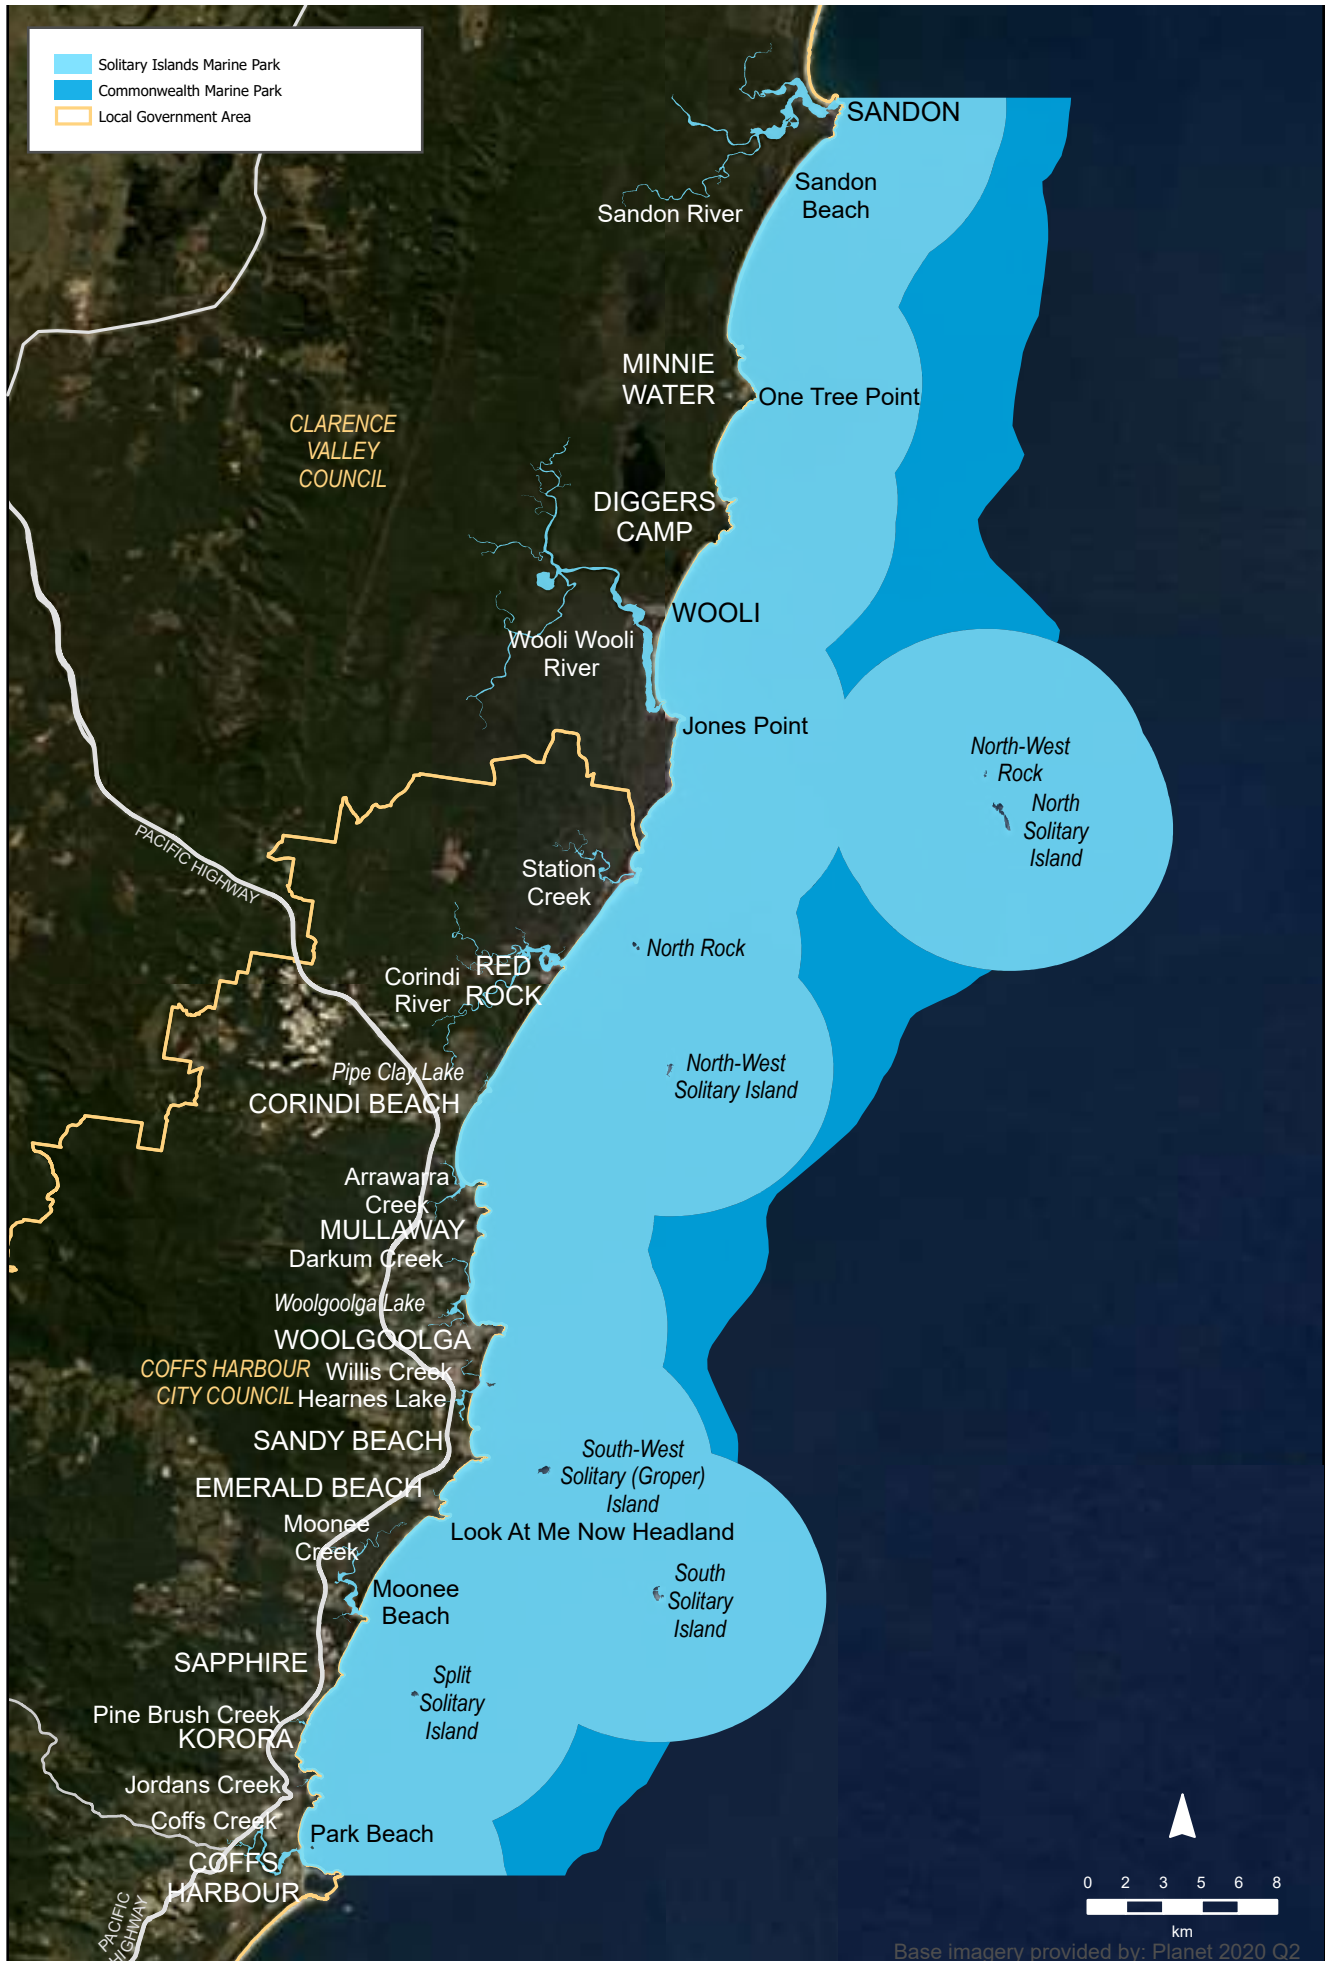 Solitary Islands Marine Park
Commonwealth Marine Park
Local Government Area
SANDON
Sandon
Beach
Sandon River
MINNIE
WATER
One Tree Point
CLARENCE
VALLEY
COUNCIL
DIGGERS
CAMP
WOOLI
Wooli Wooli
River
Jones Point
North-West
Rock
North
Solitary
Island
PACIFIC HIGHWAY
Station
Creek
North Rock
RED
ROCK
Corindi
River
North-West
Solitary Island
Pipe Clay Lake
CORINDI BEACH
Arrawarra
Creek
MULLAWAY
Darkum Creek
Woolgoolga Lake
WOOLGOOLGA
COFFS HARBOUR
CITY COUNCIL
Willis Creek
Hearnes Lake
SANDY BEACH
South-West
Solitary (Groper)
Island
EMERALD BEACH
Look At Me Now Headland
Moonee
Creek
South
Solitary
Island
Moonee
Beach
SAPPHIRE
Split
Solitary
Island
Pine Brush Creek
KORORA
Jordans Creek
Coffs Creek
Park Beach
COFFS
HARBOUR
PACIFIC
HIGHWAY
0 2 3 5 6 8
km
Base imagery provided by: Planet 2020 Q2